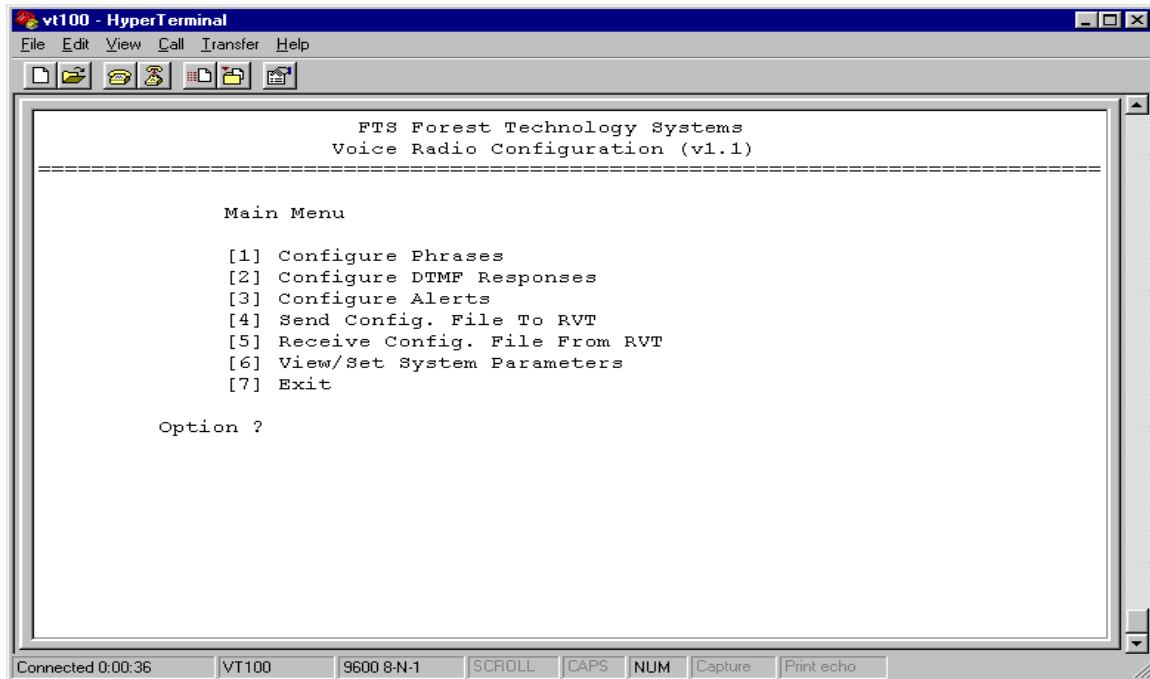 vt100 - HyperTerminal
File Edit View Call Transfer Help
FTS Forest Technology Systems
Voice Radio Configuration (v1.1)
================================================================================
Main Menu
[1] Configure Phrases
[2] Configure DTMF Responses
[3] Configure Alerts
[4] Send Config. File To RVT
[5] Receive Config. File From RVT
[6] View/Set System Parameters
[7] Exit
Option ?
Connected 0:00:36 VT100 9600 8-N-1 SCROLL CAPS NUM Capture Print echo